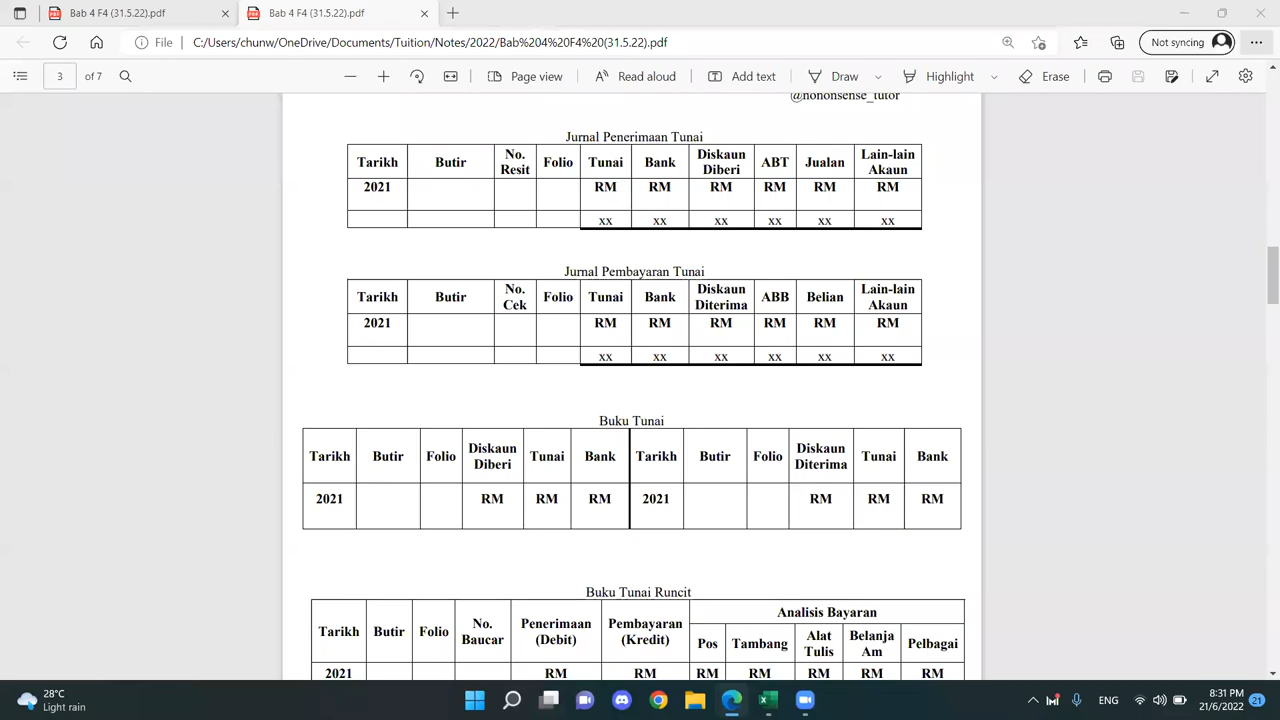 Bab 4 F4 (31.5.22).pdf
Bab 4 F4 (31.5.22).pdf
File C:/Users/chunw/OneDrive/Documents/Tuition/Notes/2022/Bab%204%20F4%20(31.5.22).pdf Not syncing
3 of 7 Page view Read aloud Add text Draw Highlight Erase
@nononsense_tutor
Jurnal Penerimaan Tunai
Tarikh Butir No. Resit Folio Tunai Bank Diskaun Diberi ABT Jualan Lain-lain Akaun
2021 RM RM RM RM RM RM
xx xx xx xx xx xx
Jurnal Pembayaran Tunai
Tarikh Butir No. Cek Folio Tunai Bank Diskaun Diterima ABB Belian Lain-lain Akaun
2021 RM RM RM RM RM RM
xx xx xx xx xx xx
Buku Tunai
Tarikh Butir Folio Diskaun Diberi Tunai Bank Tarikh Butir Folio Diskaun Diterima Tunai Bank
2021 RM RM RM 2021 RM RM RM
Buku Tunai Runcit
Tarikh Butir Folio No. Baucar Penerimaan (Debit) Pembayaran (Kredit) Analisis Bayaran
Pos Tambang Alat Tulis Belanja Am Pelbagai
2021 RM RM RM RM RM RM RM
28°C
Light rain
ENG
8:31 PM
21/6/2022
21